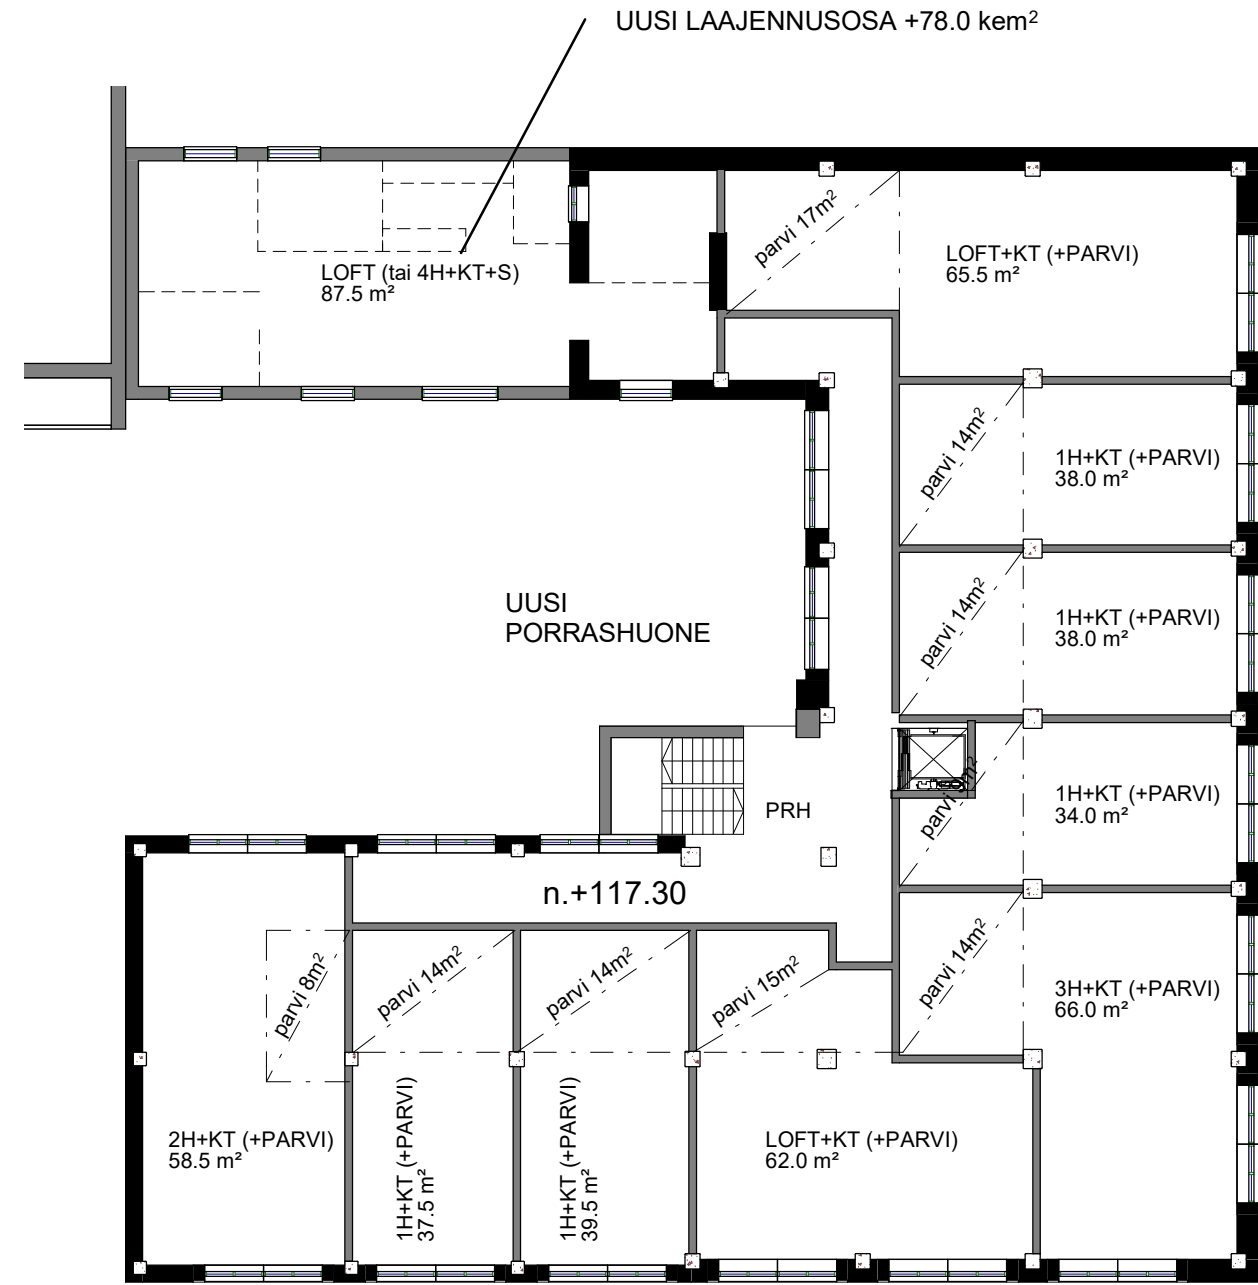 UUSI LAAJENNUSOSA +78.0 kem²
parvi 17m²
LOFT+KT (+PARVI)
65.5 m²
LOFT (tai 4H+KT+S)
87.5 m²
parvi 14m²
1H+KT (+PARVI)
38.0 m²
UUSI
PORRASHUONE
parvi 14m²
1H+KT (+PARVI)
38.0 m²
PRH
parvi m²
1H+KT (+PARVI)
34.0 m²
n.+117.30
parvi 8m²
parvi 14m²
parvi 14m²
parvi 15m²
parvi 14m²
3H+KT (+PARVI)
66.0 m²
2H+KT (+PARVI)
58.5 m²
1H+KT (+PARVI)
37.5 m²
1H+KT (+PARVI)
39.5 m²
LOFT+KT (+PARVI)
62.0 m²